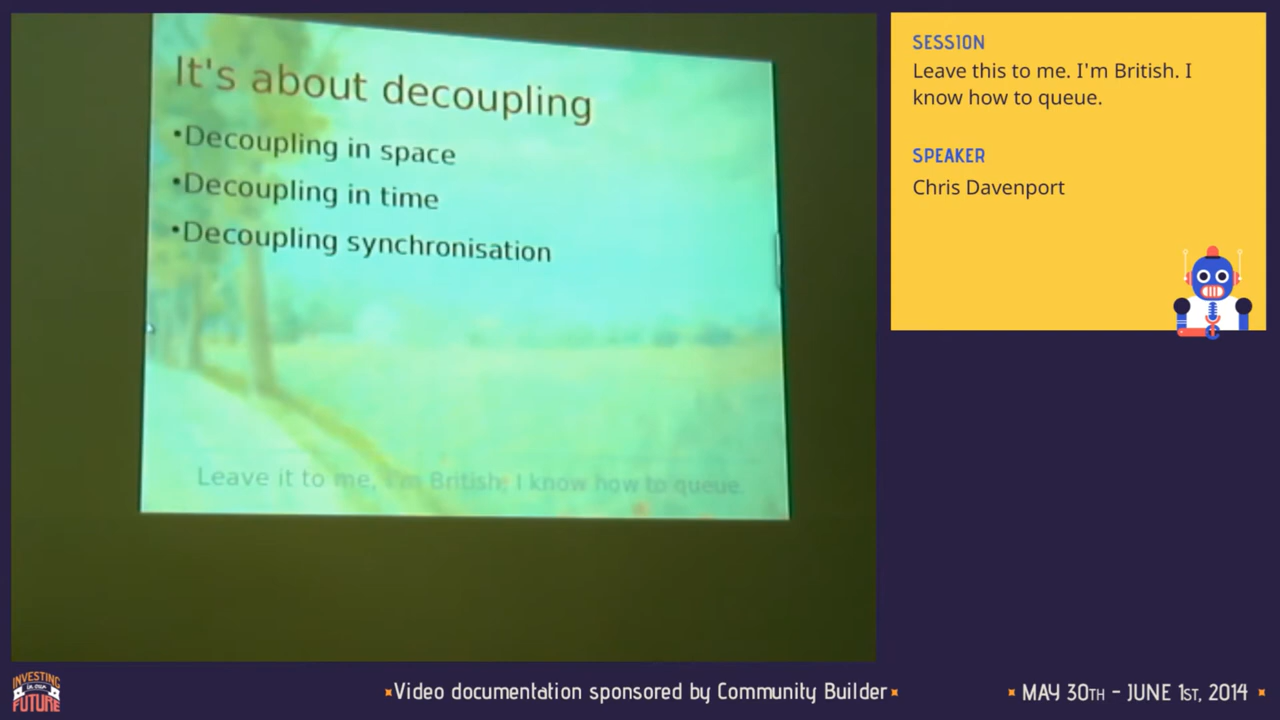 It's about decoupling
•Decoupling in space
•Decoupling in time
•Decoupling synchronisation
Leave it to me, I'm British, I know how to queue.
SESSION
Leave this to me. I'm British. I
know how to queue.
SPEAKER
Chris Davenport
INVESTING
IN OUR
FUTURE
Video documentation sponsored by Community Builder
MAY 30TH - JUNE 1ST, 2014